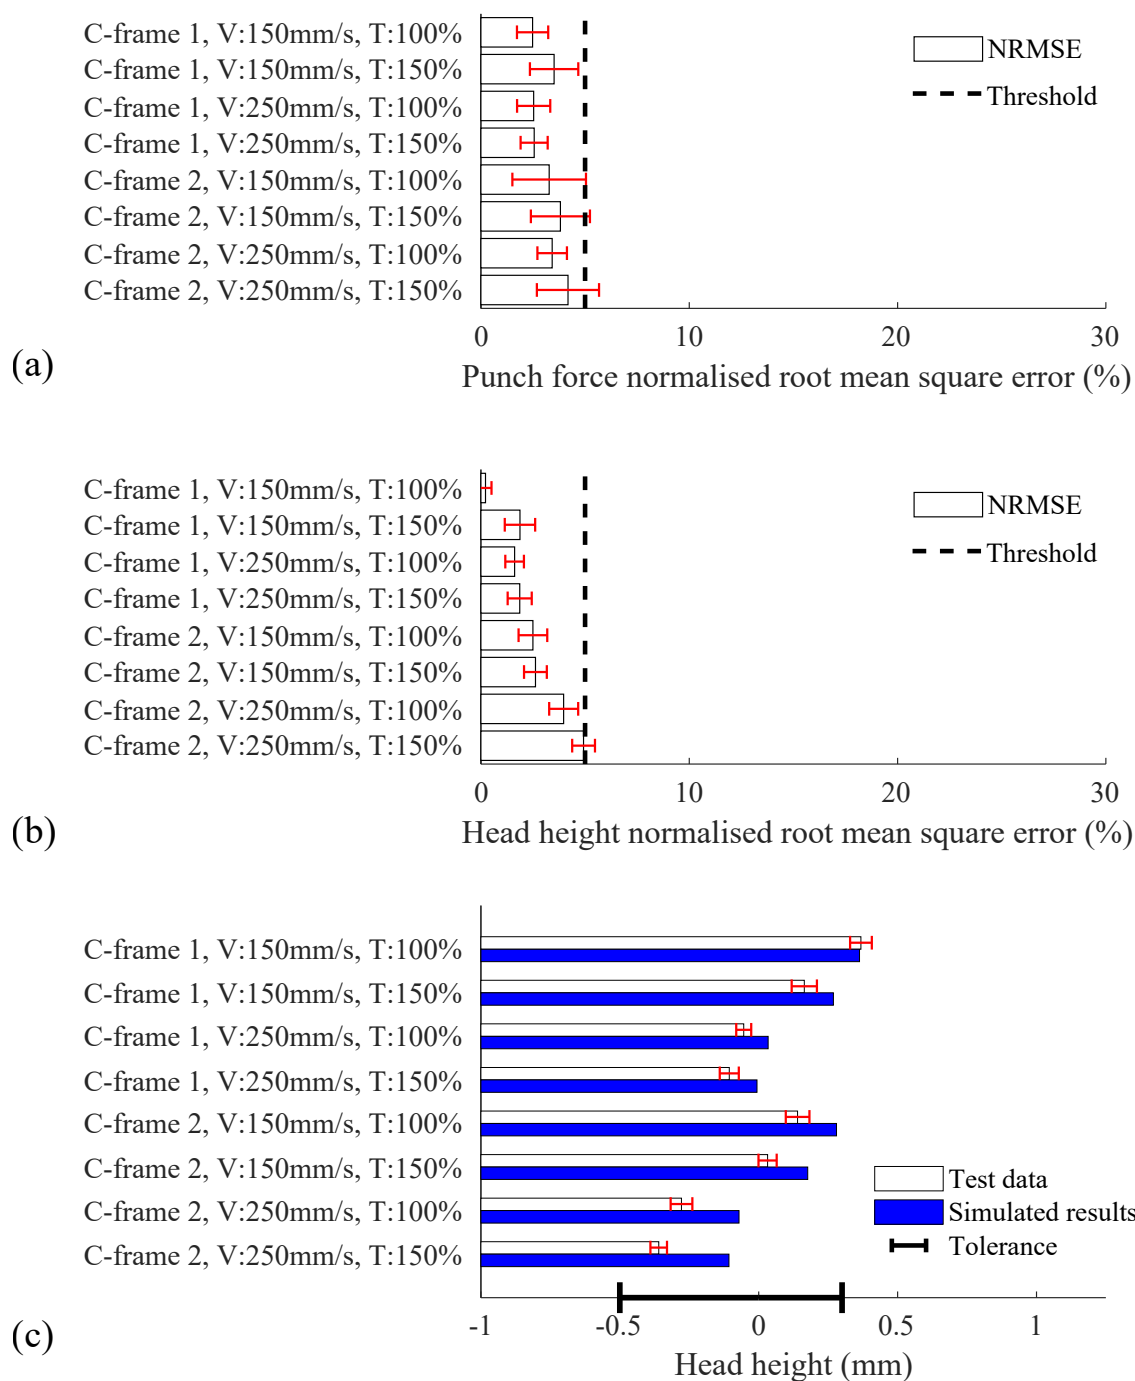 C-frame 1, V:150mm/s, T:100%
C-frame 1, V:150mm/s, T:150%
C-frame 1, V:250mm/s, T:100%
C-frame 1, V:250mm/s, T:150%
C-frame 2, V:150mm/s, T:100%
C-frame 2, V:150mm/s, T:150%
C-frame 2, V:250mm/s, T:100%
C-frame 2, V:250mm/s, T:150%
NRMSE
Threshold
0 10 20 30
(a)
Punch force normalised root mean square error (%)
C-frame 1, V:150mm/s, T:100%
C-frame 1, V:150mm/s, T:150%
C-frame 1, V:250mm/s, T:100%
C-frame 1, V:250mm/s, T:150%
C-frame 2, V:150mm/s, T:100%
C-frame 2, V:150mm/s, T:150%
C-frame 2, V:250mm/s, T:100%
C-frame 2, V:250mm/s, T:150%
NRMSE
Threshold
0 10 20 30
(b)
Head height normalised root mean square error (%)
C-frame 1, V:150mm/s, T:100%
C-frame 1, V:150mm/s, T:150%
C-frame 1, V:250mm/s, T:100%
C-frame 1, V:250mm/s, T:150%
C-frame 2, V:150mm/s, T:100%
C-frame 2, V:150mm/s, T:150%
C-frame 2, V:250mm/s, T:100%
C-frame 2, V:250mm/s, T:150%
Test data
Simulated results
Tolerance
-1 -0.5 0 0.5 1
(c)
Head height (mm)